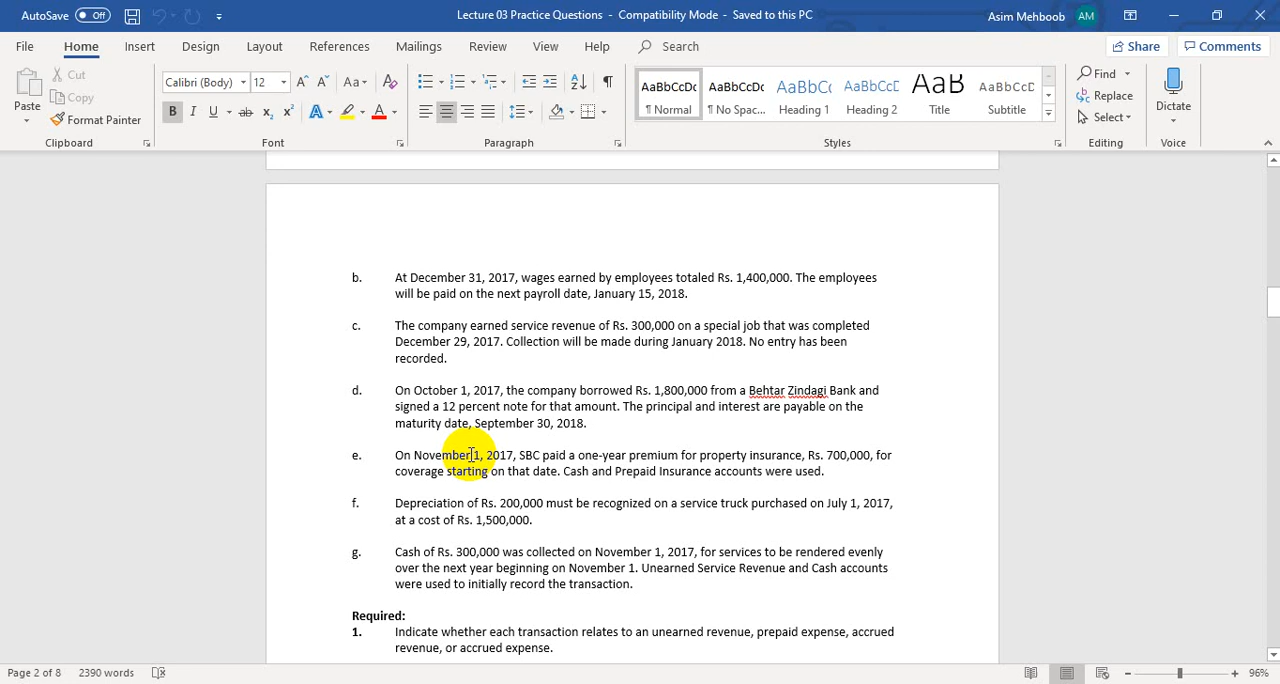 AutoSave Off Lecture 03 Practice Questions - Compatibility Mode - Saved to this PC Asim Mehboob AM
File Home Insert Design Layout References Mailings Review View Help Search Share Comments
Paste Cut Copy Format Painter
Calibri (Body) 12
AaBbCcDc ¶ Normal AaBbCcDc ¶ No Spac... AaBbCc Heading 1 AaBbCcD Heading 2 AaB Title AaBbCcD Subtitle
Find Replace Select
Dictate
Clipboard Font Paragraph Styles Editing Voice
b. At December 31, 2017, wages earned by employees totaled Rs. 1,400,000. The employees
will be paid on the next payroll date, January 15, 2018.
c. The company earned service revenue of Rs. 300,000 on a special job that was completed
December 29, 2017. Collection will be made during January 2018. No entry has been
recorded.
d. On October 1, 2017, the company borrowed Rs. 1,800,000 from a Behtar Zindagi Bank and
signed a 12 percent note for that amount. The principal and interest are payable on the
maturity date, September 30, 2018.
e. On November 1, 2017, SBC paid a one-year premium for property insurance, Rs. 700,000, for
coverage starting on that date. Cash and Prepaid Insurance accounts were used.
f. Depreciation of Rs. 200,000 must be recognized on a service truck purchased on July 1, 2017,
at a cost of Rs. 1,500,000.
g. Cash of Rs. 300,000 was collected on November 1, 2017, for services to be rendered evenly
over the next year beginning on November 1. Unearned Service Revenue and Cash accounts
were used to initially record the transaction.
Required:
1. Indicate whether each transaction relates to an unearned revenue, prepaid expense, accrued
revenue, or accrued expense.
Page 2 of 8 2390 words 96%